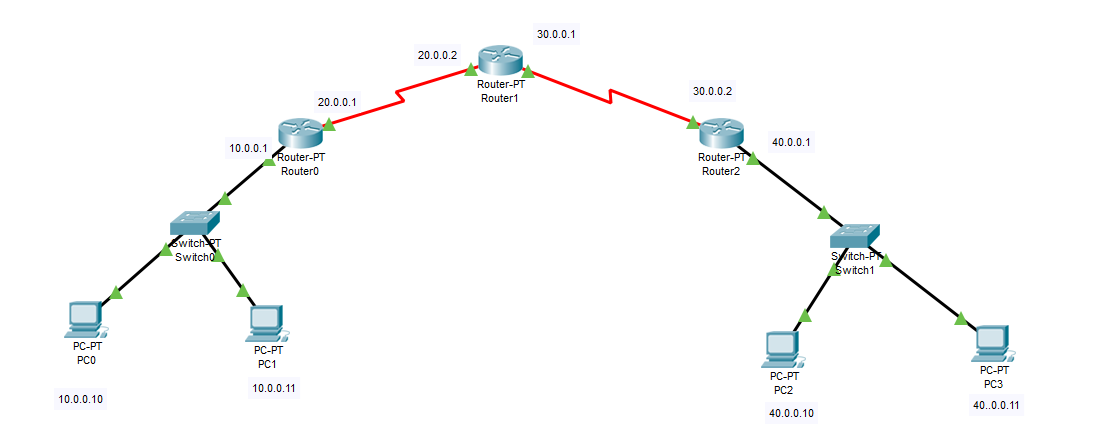 30.0.0.1
20.0.0.2
Router-PT
Router1
30.0.0.2
20.0.0.1
10.0.0.1
Router-PT
Router0
Router-PT
Router2
40.0.0.1
Switch-PT
Switch0
Switch-PT
Switch1
PC-PT
PC0
PC-PT
PC1
PC-PT
PC2
PC-PT
PC3
10.0.0.10
10.0.0.11
40.0.0.10
40..0.0.11